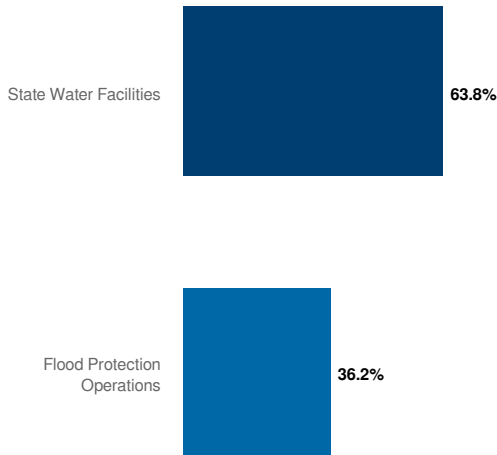 State Water Facilities
63.8%
Flood Protection
Operations
36.2%